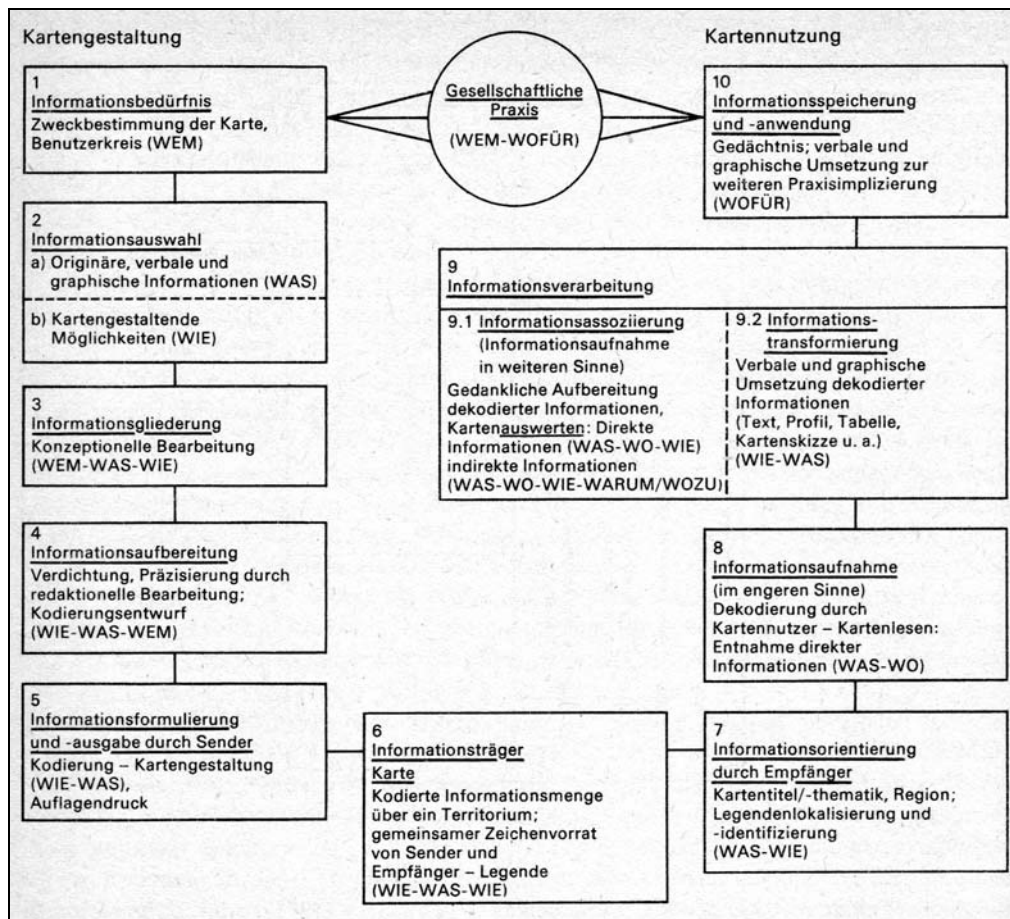 Kartengestaltung
1
Informationsbedürfnis
Zweckbestimmung der Karte,
Benutzerkreis (WEM)
2
Informationsauswahl
a) Originäre, verbale und
graphische Informationen (WAS)
b) Kartengestaltende
Möglichkeiten (WIE)
3
Informationsgliederung
Konzeptionelle Bearbeitung
(WEM-WAS-WIE)
4
Informationsaufbereitung
Verdichtung, Präzisierung durch
redaktionelle Bearbeitung;
Kodierungsentwurf
(WIE-WAS-WEM)
5
Informationsformulierung
und -ausgabe durch Sender
Kodierung – Kartengestaltung
(WIE-WAS),
Auflagendruck
Gesellschaftliche
Praxis
(WEM-WOFÜR)
6
Informationsträger
Karte
Kodierte Informationsmenge
über ein Territorium;
gemeinsamer Zeichenvorrat
von Sender und
Empfänger – Legende
(WIE-WAS-WIE)
Kartennutzung
10
Informationsspeicherung
und -anwendung
Gedächtnis; verbale und
graphische Umsetzung zur
weiteren Praxisimplizierung
(WOFÜR)
9
Informationsverarbeitung
9.1 Informationsassoziierung
(Informationsaufnahme
in weiteren Sinne)
Gedankliche Aufbereitung
dekodierter Informationen,
Kartenauswerten: Direkte
Informationen (WAS-WO-WIE)
indirekte Informationen
(WAS-WO-WIE-WARUM/WOZU)
9.2 Informations-
transformierung
Verbale und graphische
Umsetzung dekodierter
Informationen
(Text, Profil, Tabelle,
Kartenskizze u. a.)
(WIE-WAS)
8
Informationsaufnahme
(im engeren Sinne)
Dekodierung durch
Kartennutzer – Kartenlesen:
Entnahme direkter
Informationen (WAS-WO)
7
Informationsorientierung
durch Empfänger
Kartentitel/-thematik, Region;
Legendenlokalisierung und
-identifizierung
(WAS-WIE)